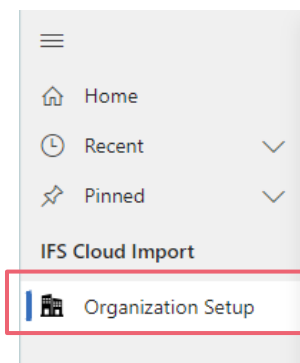 Home
Recent
Pinned
IFS Cloud Import
Organization Setup